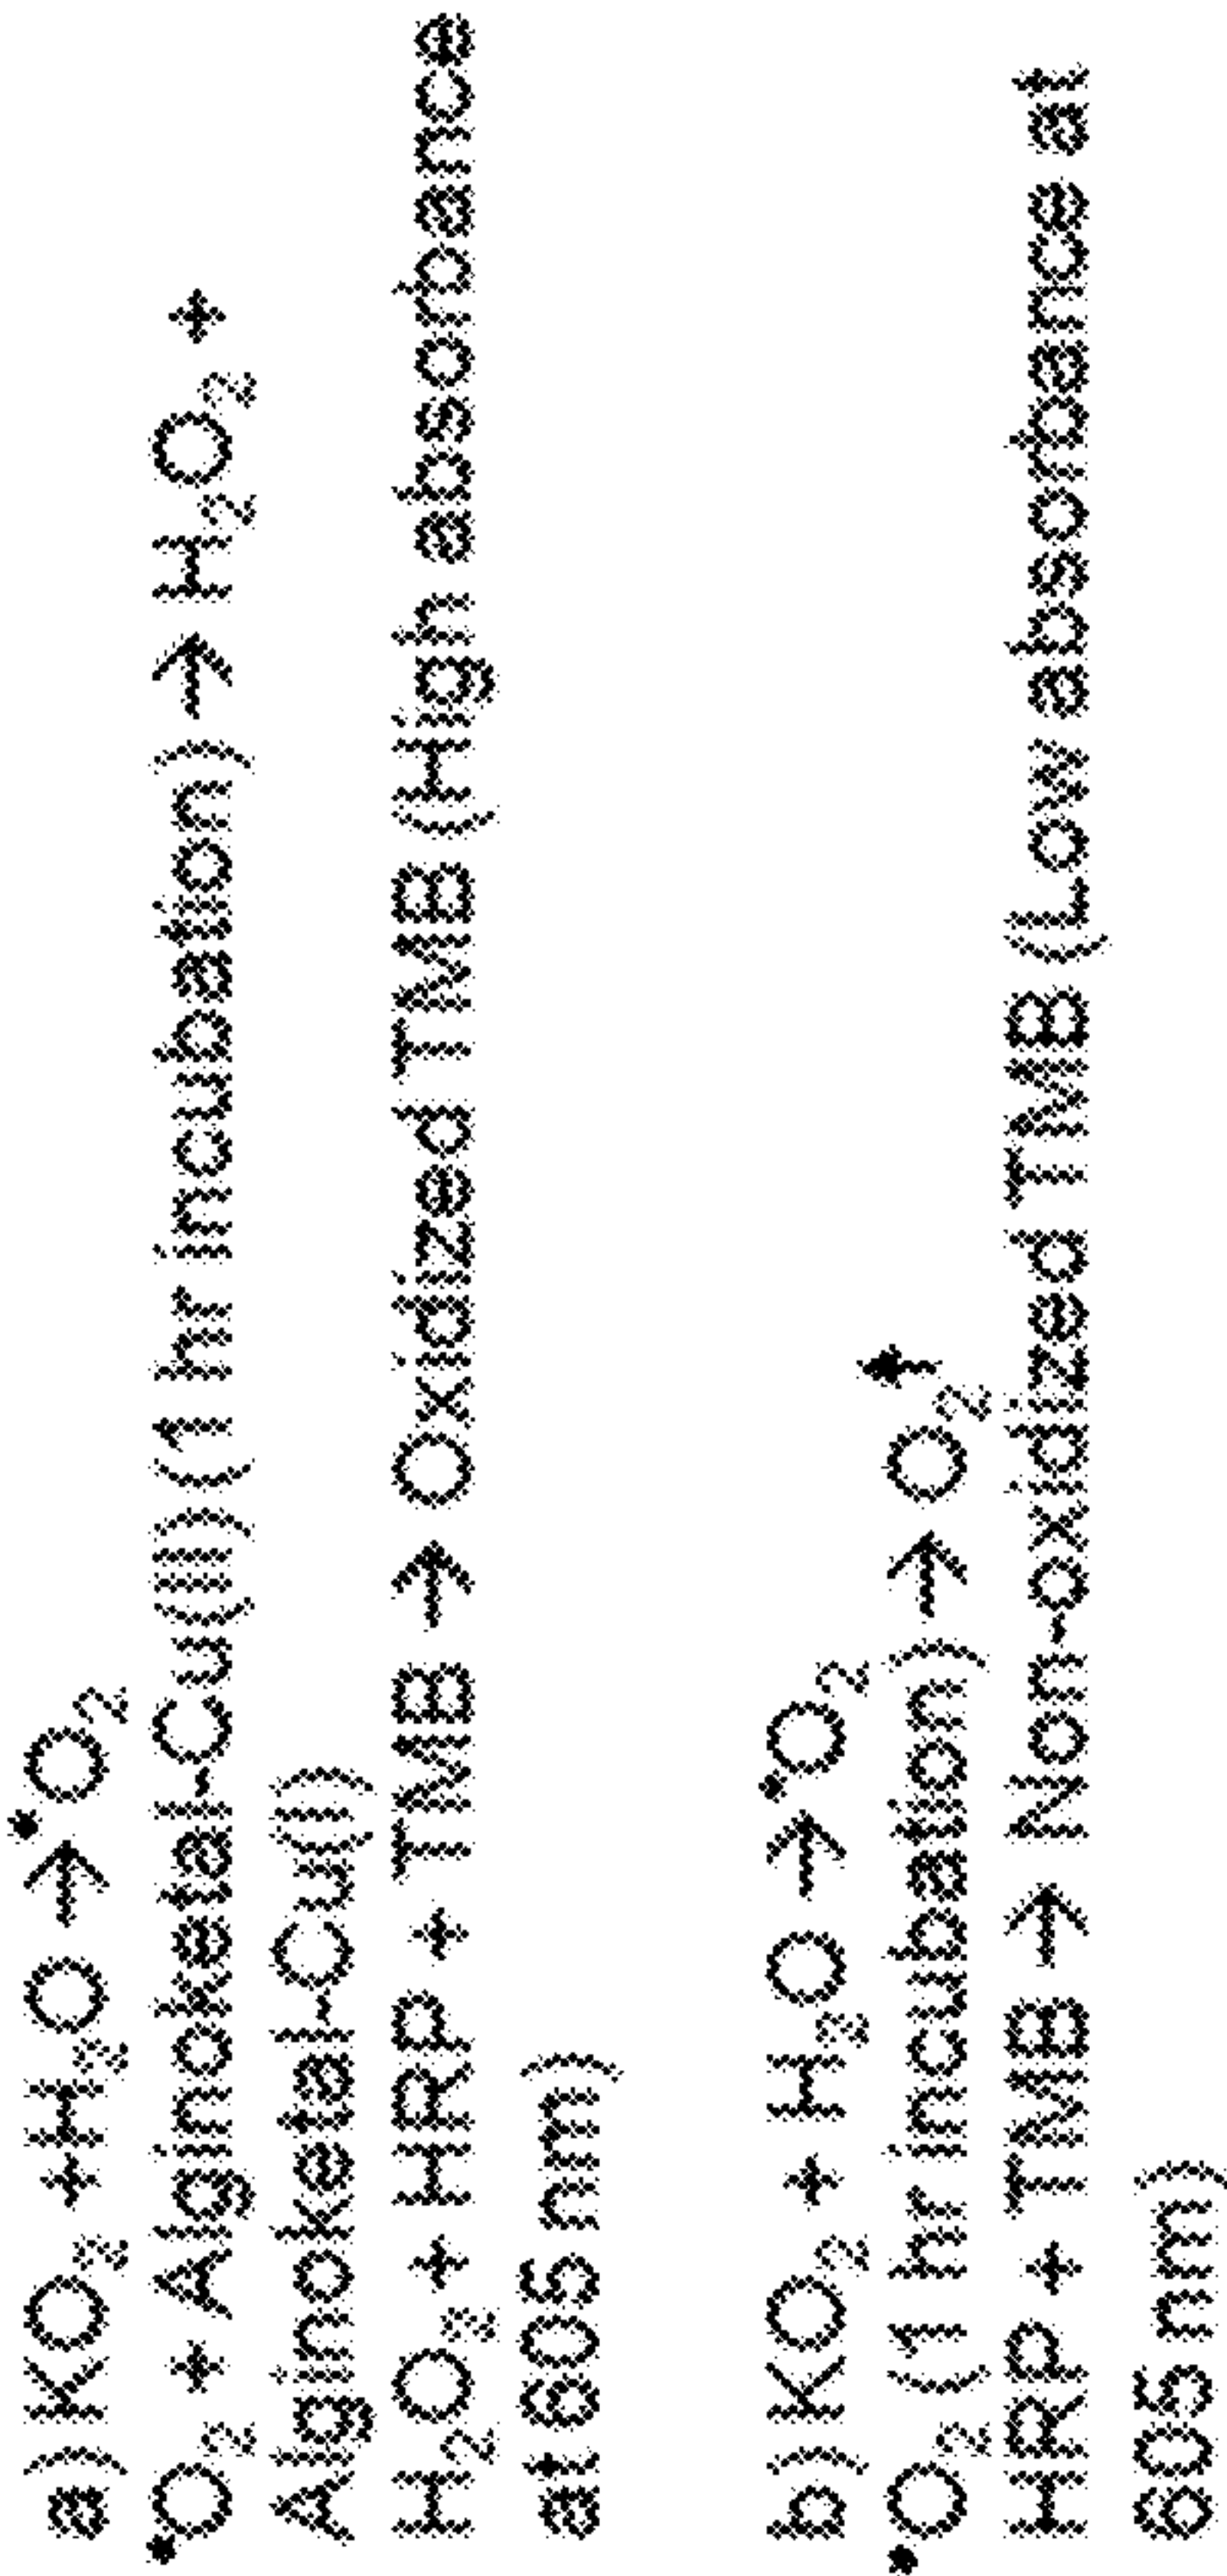 a) KO₂ + H₂O → •O₂
•O₂ + Alginoketal-Cu(II) (1 hr incubation) → H₂O₂ +
Alginoketal-Cu(I)
H₂O₂ + HRP + TMB → Oxidized TMB (High absorbance
at 605 nm)
b) KO₂ + H₂O → •O₂
•O₂ (1 hr incubation) → O₂ ↑
HRP + TMB → Non-oxidized TMB (Low absorbance at
605 nm)